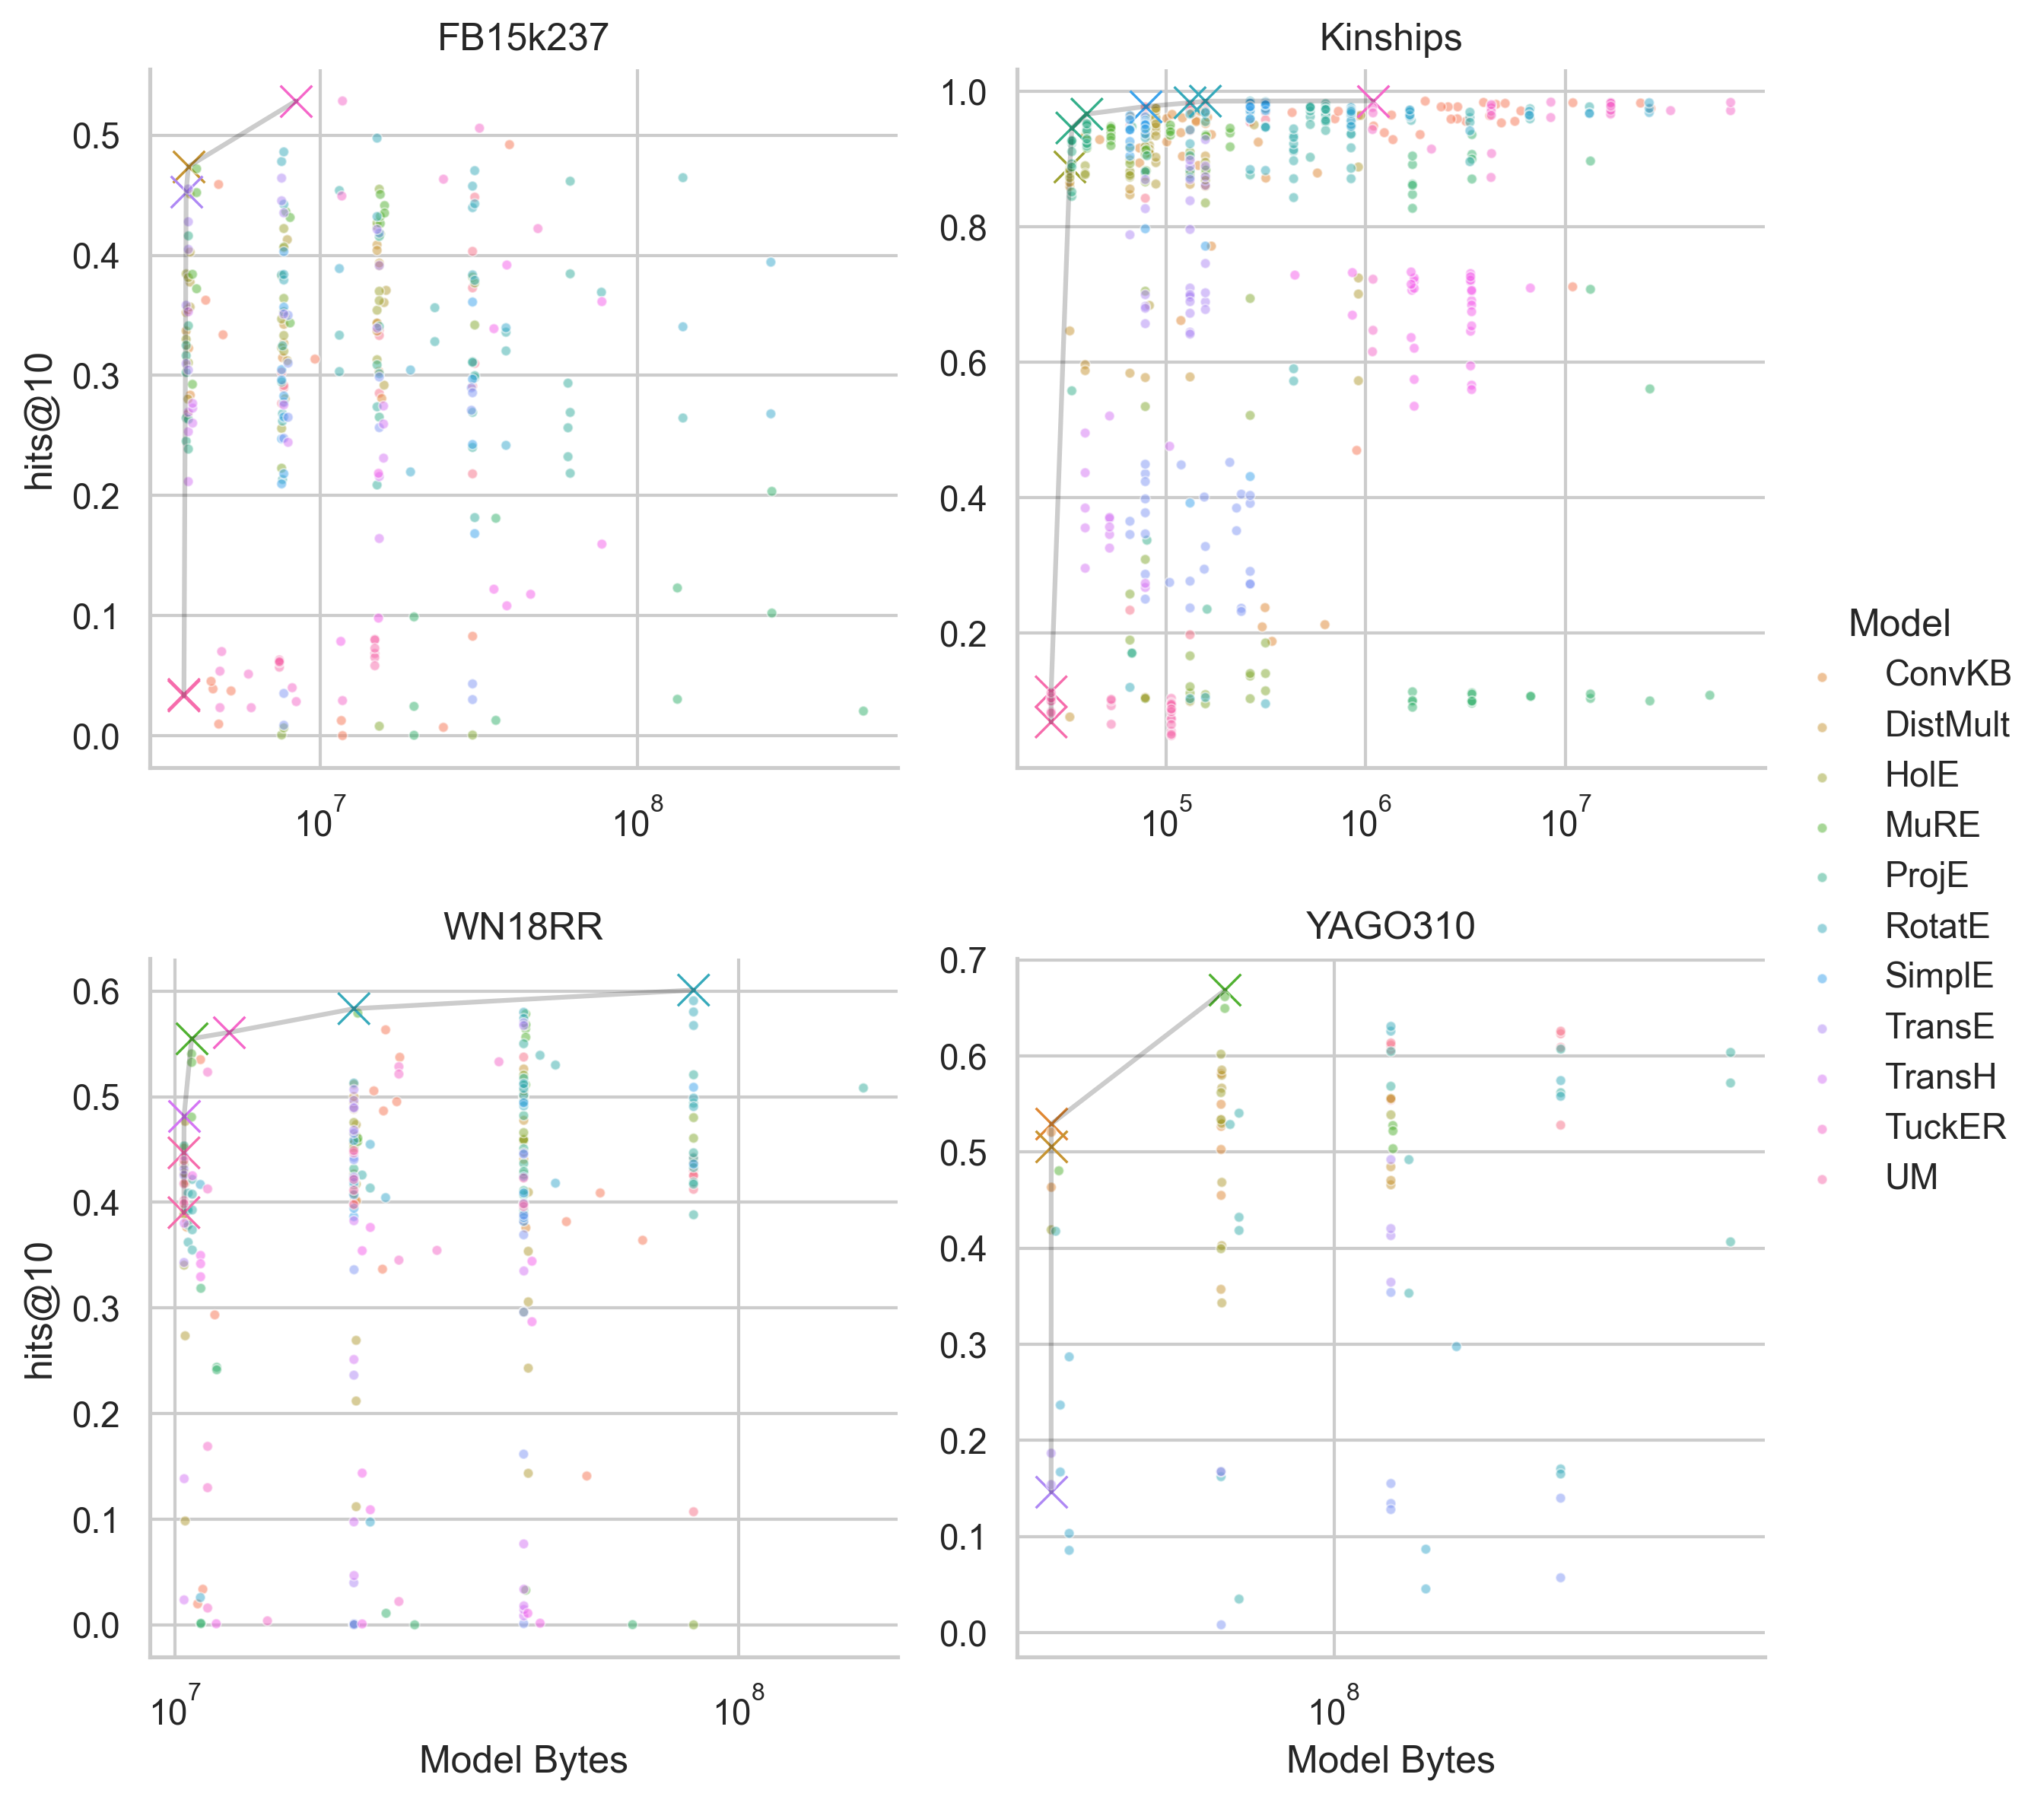 FB15k237
Kinships
hits@10
0.5
0.4
0.3
0.2
0.1
0.0
10^7
10^8
1.0
0.8
0.6
0.4
0.2
10^5
10^6
10^7
WN18RR
YAGO310
hits@10
0.6
0.5
0.4
0.3
0.2
0.1
0.0
10^7
10^8
Model Bytes
0.7
0.6
0.5
0.4
0.3
0.2
0.1
0.0
10^8
Model Bytes
Model
ConvKB
DistMult
HolE
MuRE
ProjE
RotatE
SimplE
TransE
TransH
TuckER
UM